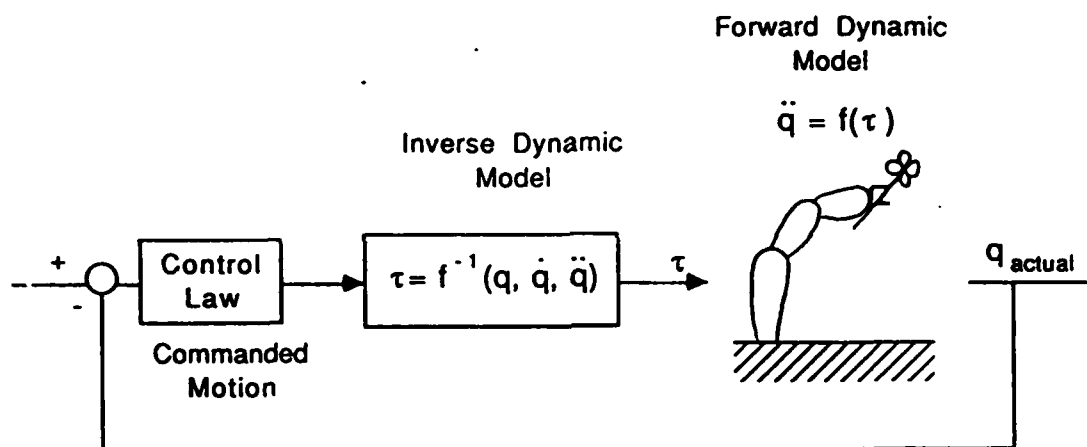 Forward Dynamic
Model
q̈ = f(τ)
Inverse Dynamic
Model
+
-
Control
Law
τ = f⁻¹ (q, q̇, q̈)
τ
q actual
Commanded
Motion